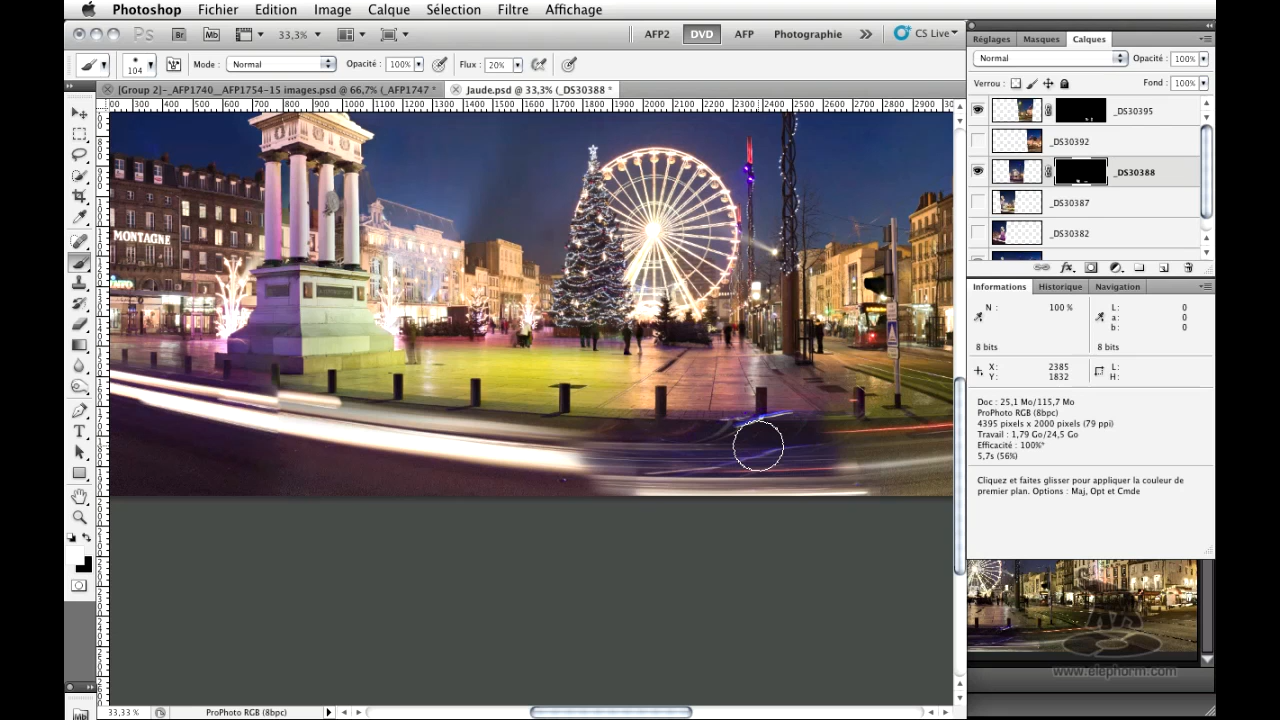 Photoshop Fichier Edition Image Calque Sélection Filtre Affichage
Ps Br Mb 33,3% AFP2 DVD AFP Photographie CS Live
104 Mode : Normal Opacité : 100% Flux : 20%
[Group 2]-_AFP1740__AFP1754-15 images.psd @ 66,7% (_AFP1747 * Jaude.psd @ 33,3% (_DS30388 *
Réglages Masques Calques
Normal Opacité : 100%
Verrou : Fond : 100%
_DS30395
_DS30392
_DS30388
_DS30387
_DS30382
fx
MONTAGNE
Informations Historique Navigation
N : 100 % L : 0
a : 0
b : 0
8 bits 8 bits
X : 2385 L :
Y : 1832 H :
Doc : 25,1 Mo/115,7 Mo
ProPhoto RGB (8bpc)
4395 pixels x 2000 pixels (79 ppi)
Travail : 1,79 Go/24,5 Go
Efficacité : 100%*
5,7s (56%)
Cliquez et faites glisser pour appliquer la couleur de
premier plan. Options : Maj, Opt et Cmde
www.elephorm.com
Mb 33,33 % ProPhoto RGB (8bpc)